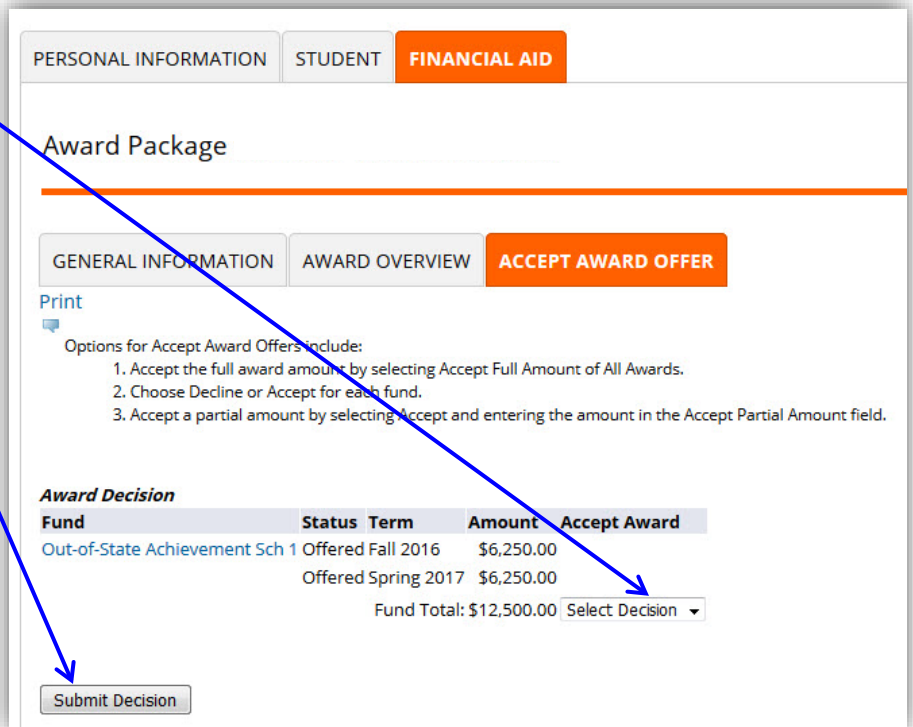 PERSONAL INFORMATION STUDENT FINANCIAL AID
Award Package
GENERAL INFORMATION AWARD OVERVIEW ACCEPT AWARD OFFER
Print
Options for Accept Award Offers include:
1. Accept the full award amount by selecting Accept Full Amount of All Awards.
2. Choose Decline or Accept for each fund.
3. Accept a partial amount by selecting Accept and entering the amount in the Accept Partial Amount field.
Award Decision
Fund Status Term Amount Accept Award
Out-of-State Achievement Sch 1 Offered Fall 2016 $6,250.00
Offered Spring 2017 $6,250.00
Fund Total: $12,500.00 Select Decision
Submit Decision